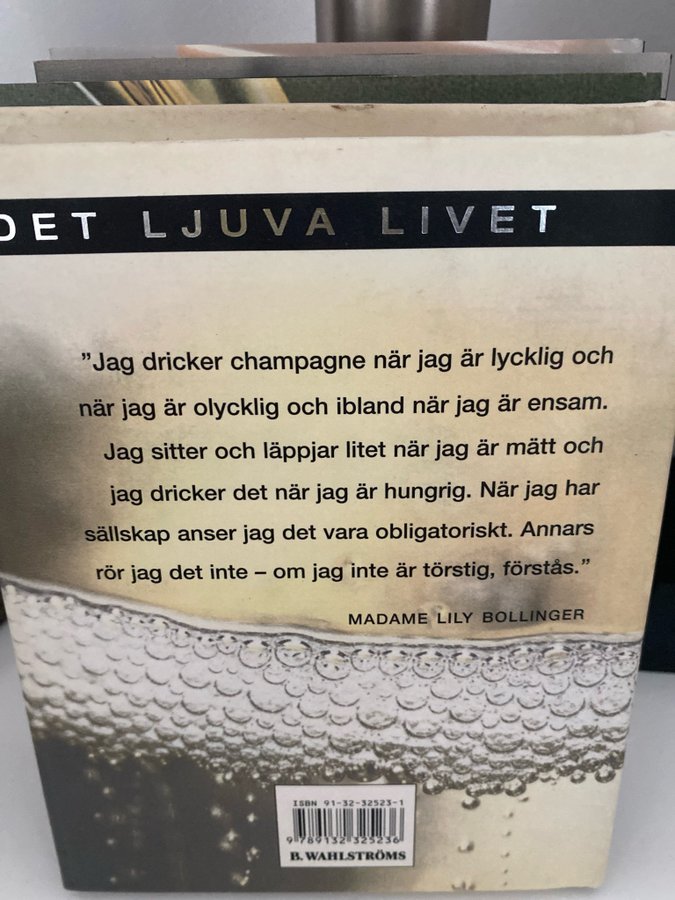 DET LJUVA LIVET
”Jag dricker champagne när jag är lycklig och
när jag är olycklig och ibland när jag är ensam.
Jag sitter och läppjar litet när jag är mätt och
jag dricker det när jag är hungrig. När jag har
sällskap anser jag det vara obligatoriskt. Annars
rör jag det inte – om jag inte är törstig, förstås.”
MADAME LILY BOLLINGER
ISBN 91-32-32523-1
9 789132 325236
B. WAHLSTRÖMS